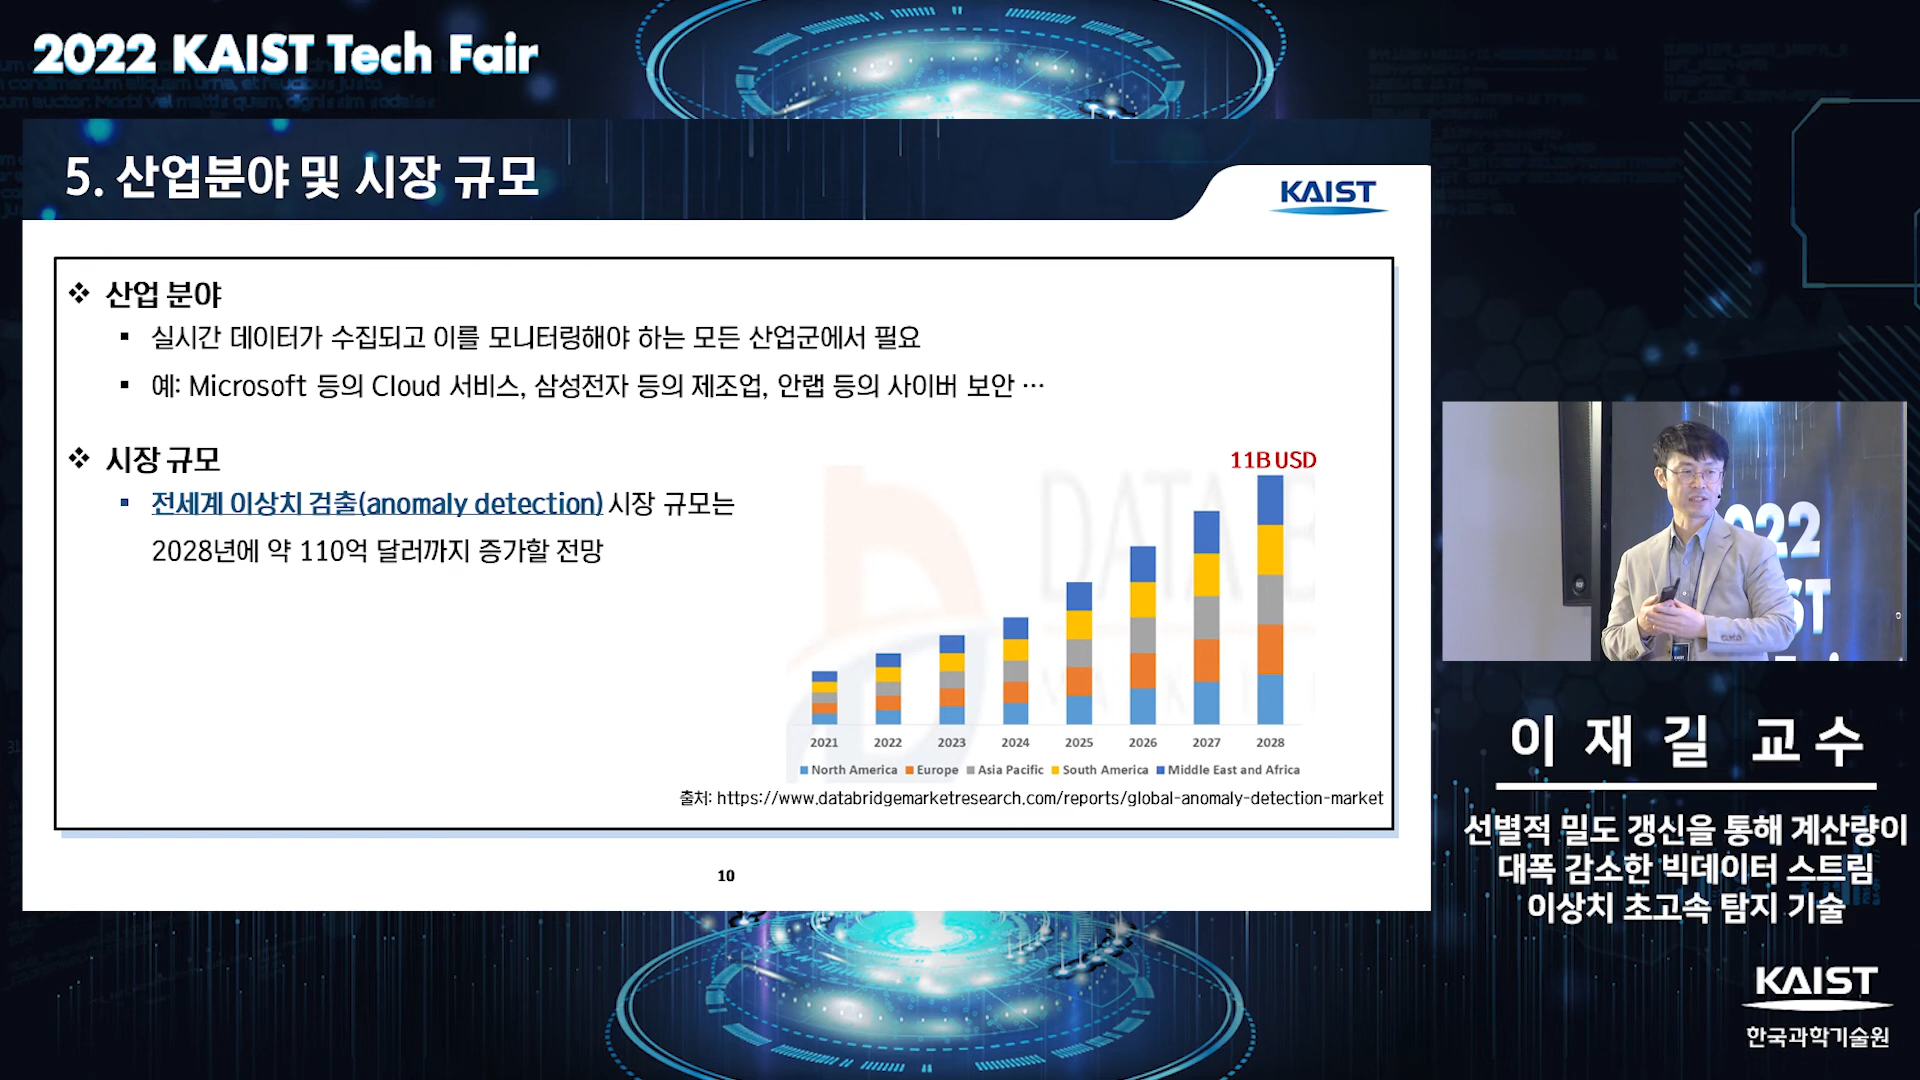 2022 KAIST Tech Fair
5. 산업분야 및 시장 규모
KAIST
❖ 산업 분야
▪ 실시간 데이터가 수집되고 이를 모니터링해야 하는 모든 산업군에서 필요
▪ 예: Microsoft 등의 Cloud 서비스, 삼성전자 등의 제조업, 안랩 등의 사이버 보안 …
❖ 시장 규모
▪ 전세계 이상치 검출(anomaly detection) 시장 규모는
2028년에 약 110억 달러까지 증가할 전망
11B USD
2021 2022 2023 2024 2025 2026 2027 2028
North America Europe Asia Pacific South America Middle East and Africa
출처: https://www.databridgemarketresearch.com/reports/global-anomaly-detection-market
10
이 재 길 교수
선별적 밀도 갱신을 통해 계산량이
대폭 감소한 빅데이터 스트림
이상치 초고속 탐지 기술
KAIST
한국과학기술원